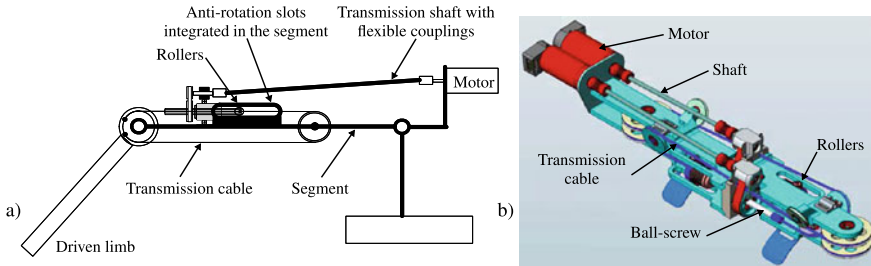 Anti-rotation slots
integrated in the segment
Transmission shaft with
flexible couplings
Rollers
Motor
Transmission cable
Segment
a)
Driven limb
Motor
Shaft
Transmission
cable
Rollers
b)
Ball-screw